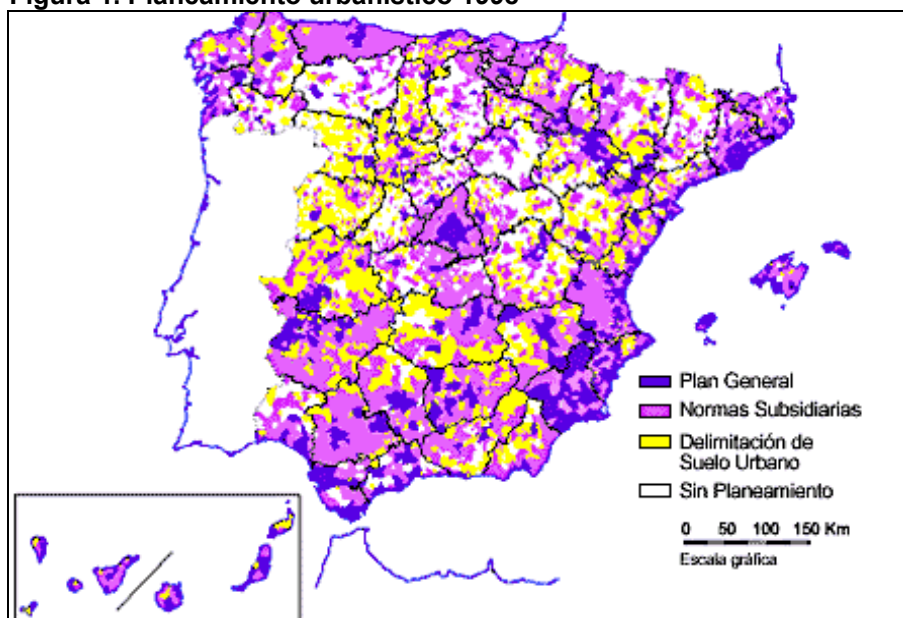 Plan General
Normas Subsidiarias
Delimitación de
Suelo Urbano
Sin Planeamiento
0 50 100 150 Km
Escala gráfica